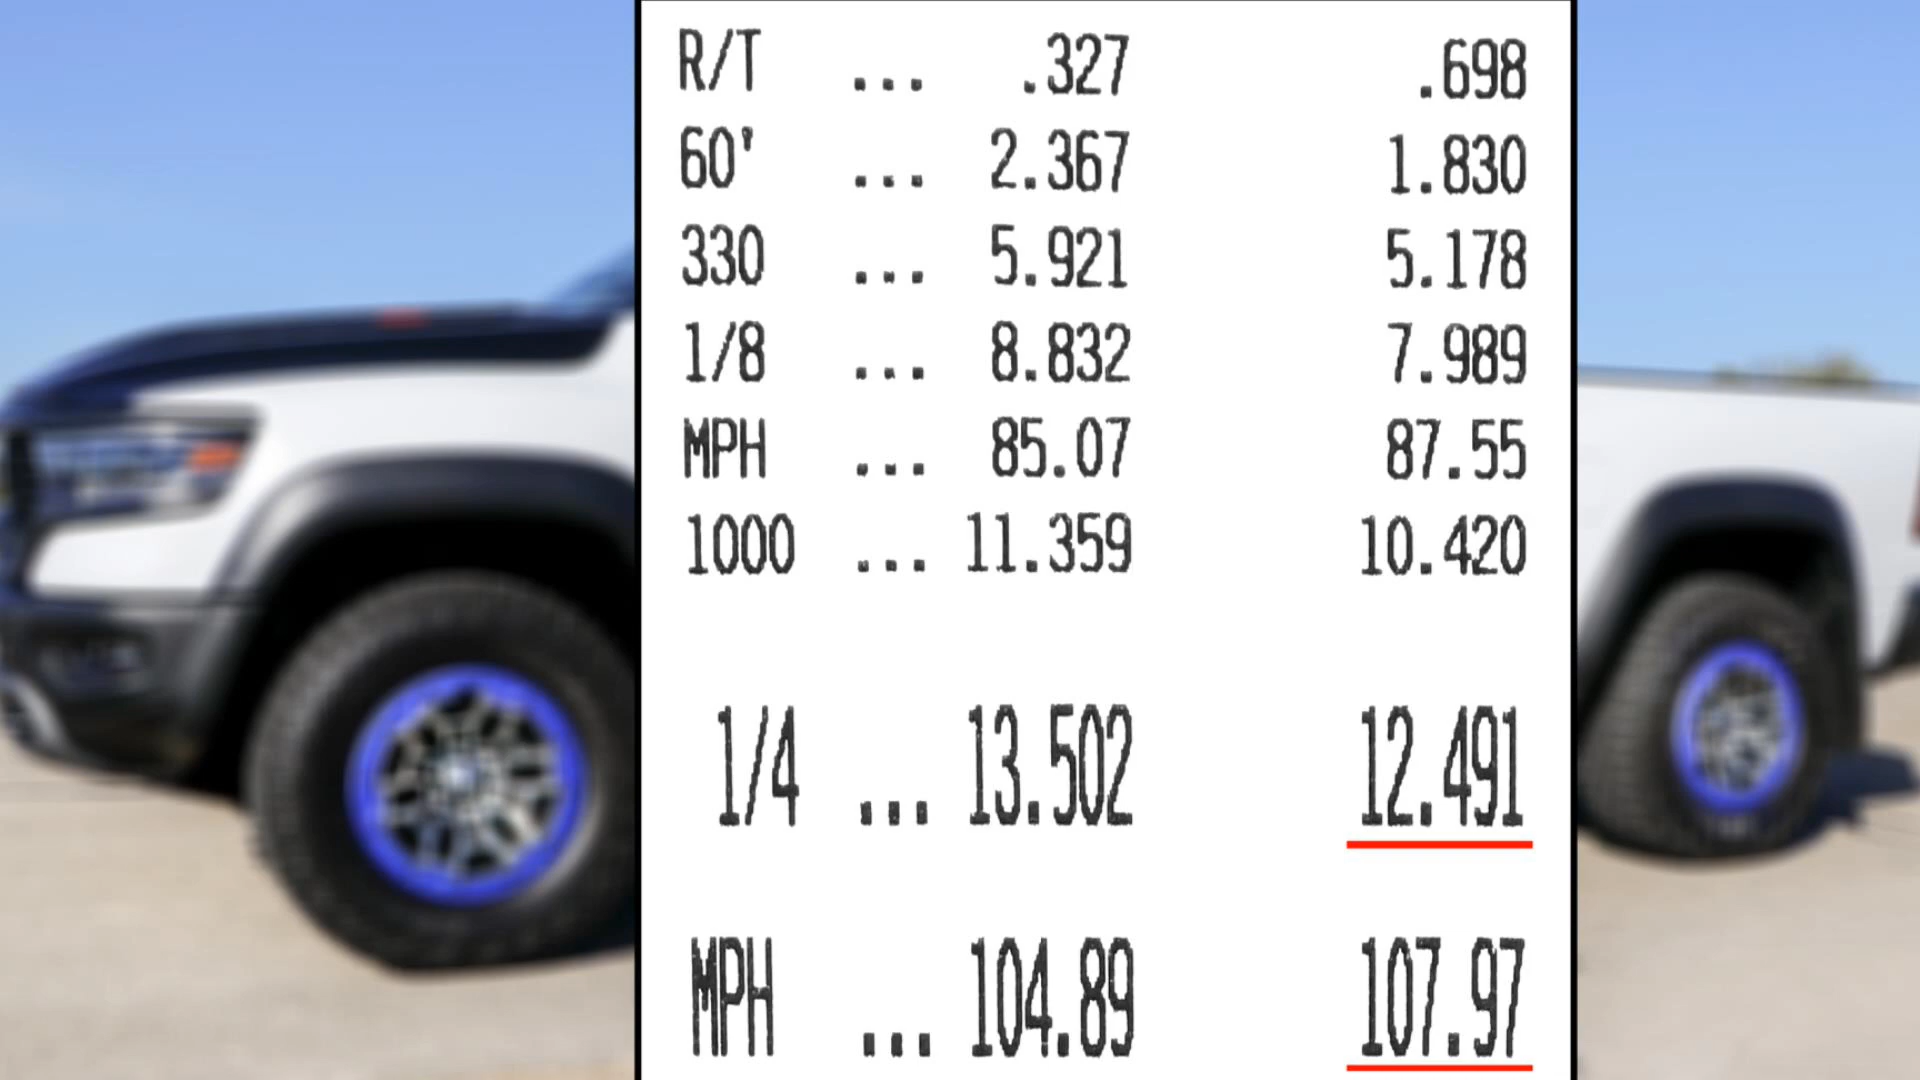 R/T ... .327 .698
60' ... 2.367 1.830
330 ... 5.921 5.178
1/8 ... 8.832 7.989
MPH ... 85.07 87.55
1000 ... 11.359 10.420
1/4 ... 13.502 12.491
MPH ... 104.89 107.97